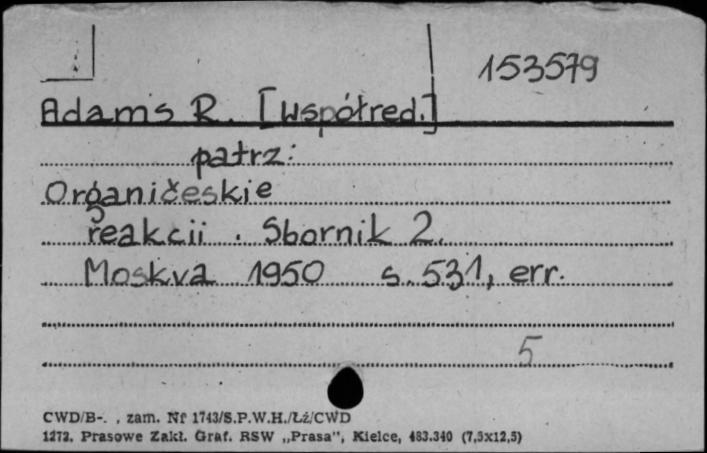 153579
Adams R. [Współred.]
patrz:
Organičeskie
reakcii. Sbornik 2.
Moskva 1950 s. 531, err.
5
CWD/B-. , zam. Nr 1743/S.P.W.H./Łź/CWD
1272. Prasowe Zakł. Graf. RSW „Prasa”, Kielce, 483.340 (7,5x12,5)